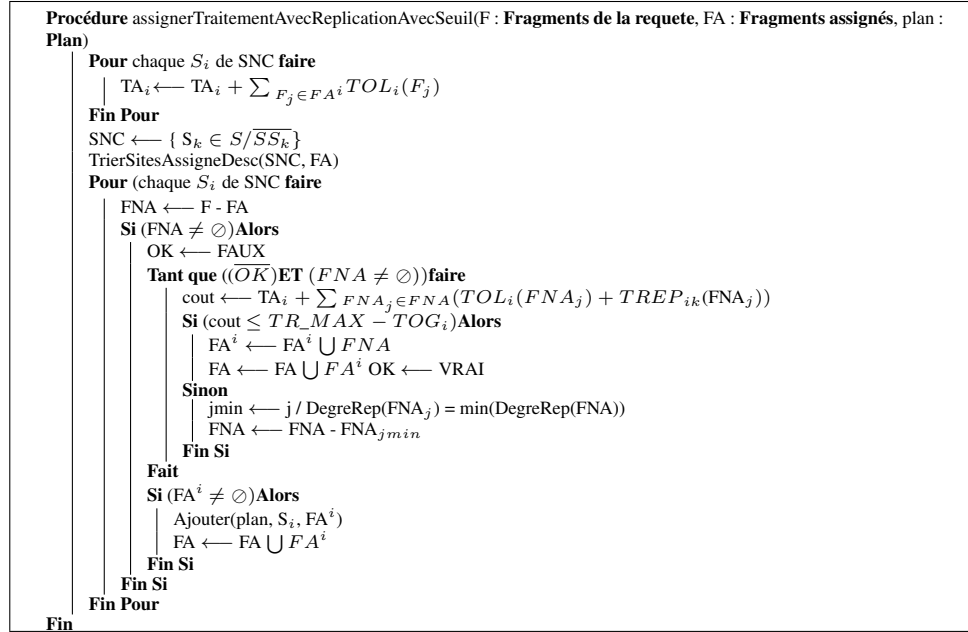 Procédure assignerTraitementAvecReplicationAvecSeuil(F : Fragments de la requete, FA : Fragments assignés, plan :
Plan)
Pour chaque S_i de SNC faire
TA_i ⟵ TA_i + ∑ _{F_j ∈ FA^i} TOL_i(F_j)
Fin Pour
SNC ⟵ { S_k ∈ S/\overline{SS_k}}
TrierSitesAssigneDesc(SNC, FA)
Pour (chaque S_i de SNC faire
FNA ⟵ F - FA
Si (FNA ≠ ⊘)Alors
OK ⟵ FAUX
Tant que ((\overline{OK})ET (FNA ≠ ⊘))faire
cout ⟵ TA_i + ∑ _{FNA_j ∈ FNA}(TOL_i(FNA_j) + TREP_{ik}(FNA_j))
Si (cout ≤ TR_MAX − TOG_i)Alors
FA^i ⟵ FA^i ⋃ FNA
FA ⟵ FA ⋃ FA^i OK ⟵ VRAI
Sinon
jmin ⟵ j / DegreRep(FNA_j) = min(DegreRep(FNA))
FNA ⟵ FNA - FNA_{jmin}
Fin Si
Fait
Si (FA^i ≠ ⊘)Alors
Ajouter(plan, S_i, FA^i)
FA ⟵ FA ⋃ FA^i
Fin Si
Fin Si
Fin Pour
Fin